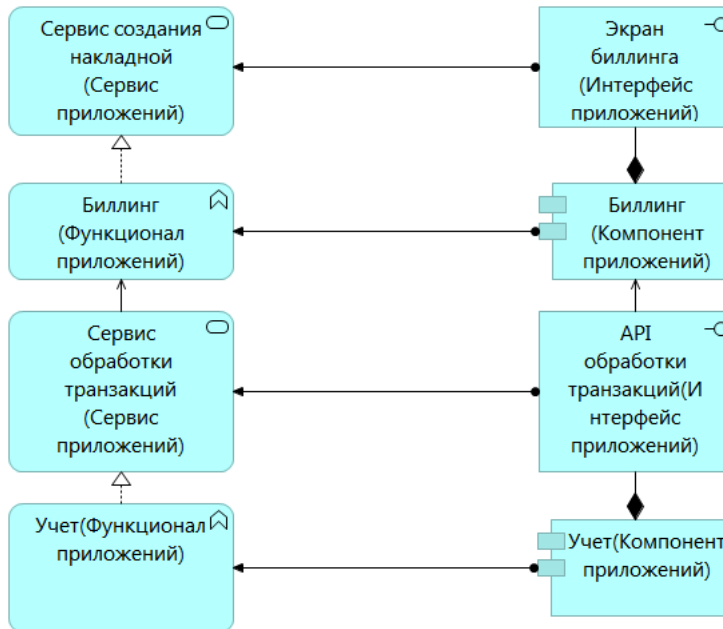 Сервис создания
накладной
(Сервис
приложений)
Экран
биллинга
(Интерфейс
приложений)
Биллинг
(Функционал
приложений)
Биллинг
(Компонент
приложений)
Сервис
обработки
транзакций
(Сервис
приложений)
API
обработки
транзакций(И
нтерфейс
приложений)
Учет(Функционал
приложений)
Учет(Компонент
приложений)